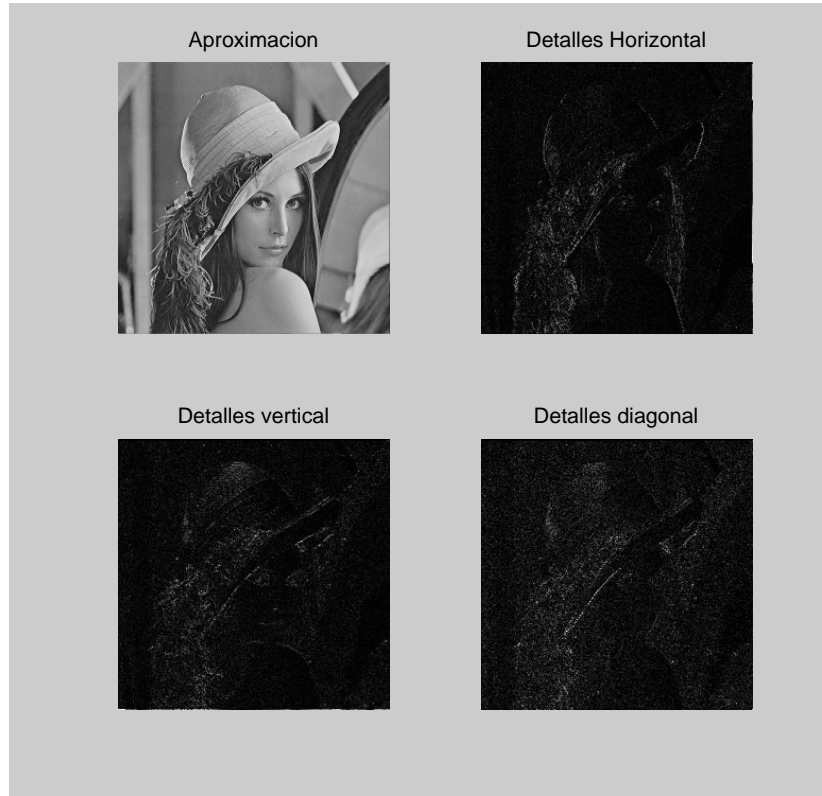 Aproximacion
Detalles Horizontal
Detalles vertical
Detalles diagonal